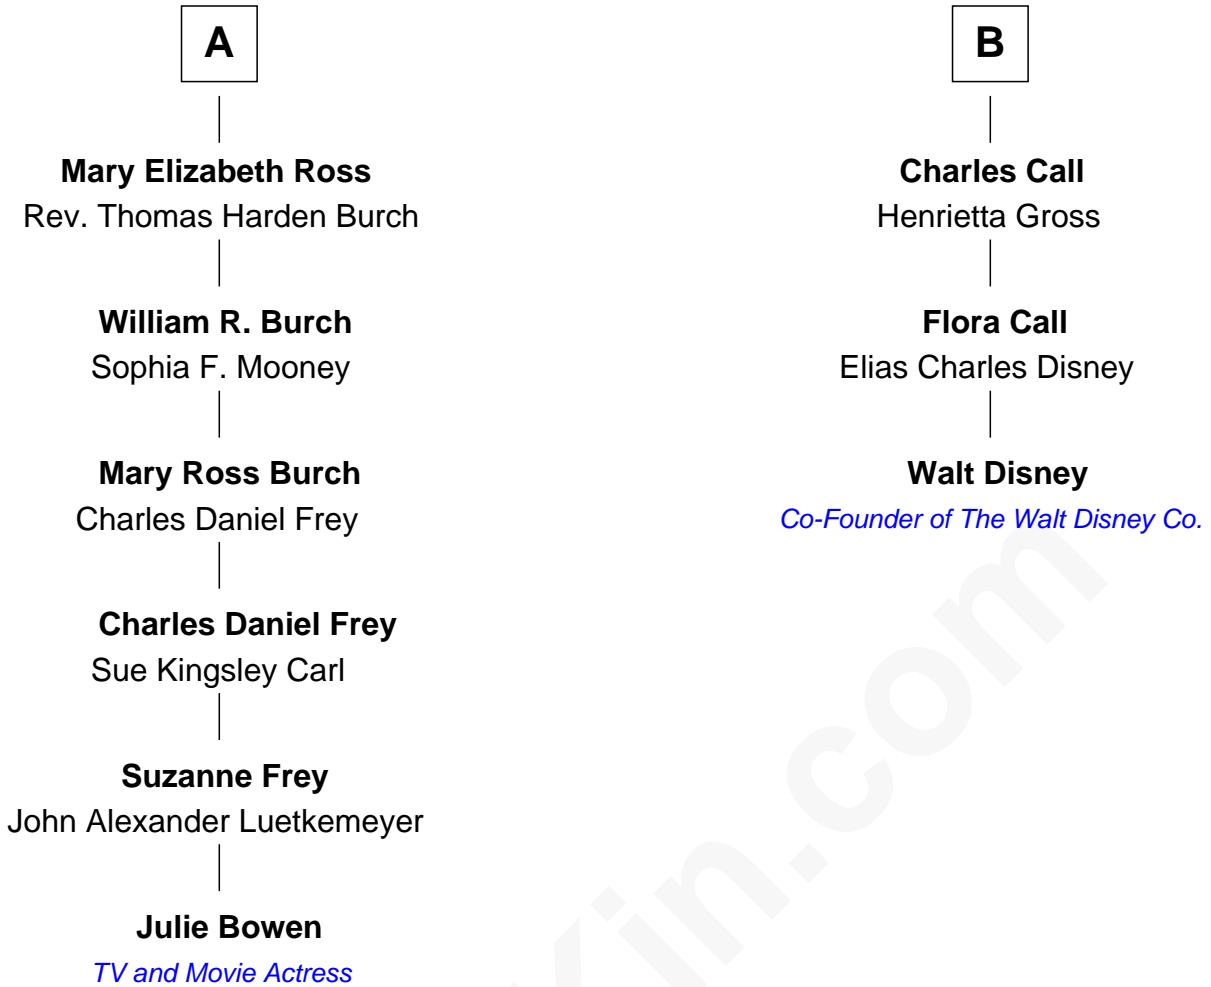 A
Mary Elizabeth Ross
Rev. Thomas Harden Burch
William R. Burch
Sophia F. Mooney
Mary Ross Burch
Charles Daniel Frey
Charles Daniel Frey
Sue Kingsley Carl
Suzanne Frey
John Alexander Luetkemeyer
Julie Bowen
TV and Movie Actress
B
Charles Call
Henrietta Gross
Flora Call
Elias Charles Disney
Walt Disney
Co-Founder of The Walt Disney Co.
Kin.com